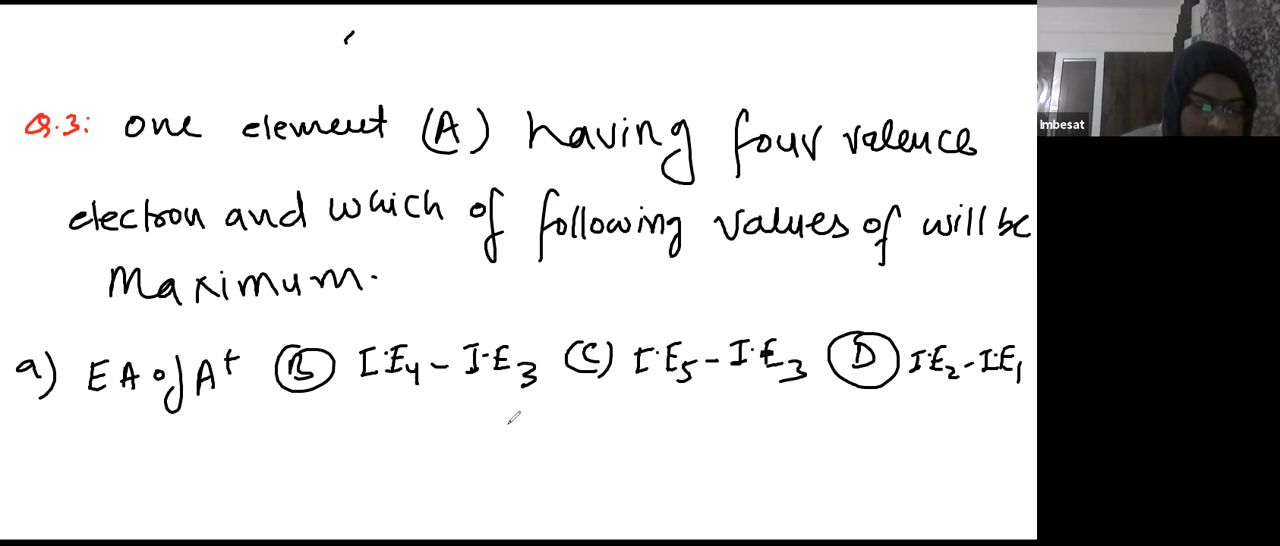 Q.3: one element (A) having four valence
electron and which of following values of will be
Maximum.
a) EA of A+ (B) I.E4 - I.E3 (C) I.E5 - I.E3 (D) I.E2 - I.E1
Imbesat